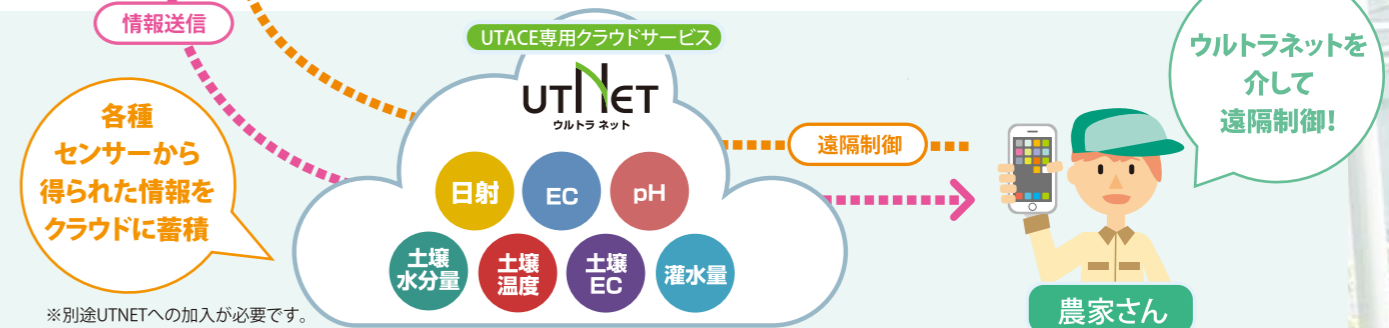 情報送信
UTACE専用クラウドサービス
UTNET
ウルトラ ネット
ウルトラネットを
介して
遠隔制御!
各種
センサーから
得られた情報を
クラウドに蓄積
遠隔制御
日射
EC
pH
土壌
水分量
土壌
温度
土壌
EC
灌水量
農家さん
※別途UTNETへの加入が必要です。